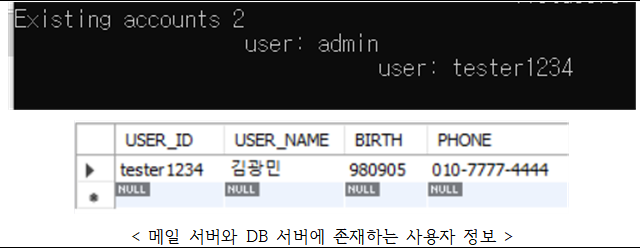 Existing accounts 2
user: admin
user: tester1234
USER_ID USER_NAME BIRTH PHONE
tester1234 김광민 980905 010-7777-4444
NULL NULL NULL NULL
< 메일 서버와 DB 서버에 존재하는 사용자 정보 >